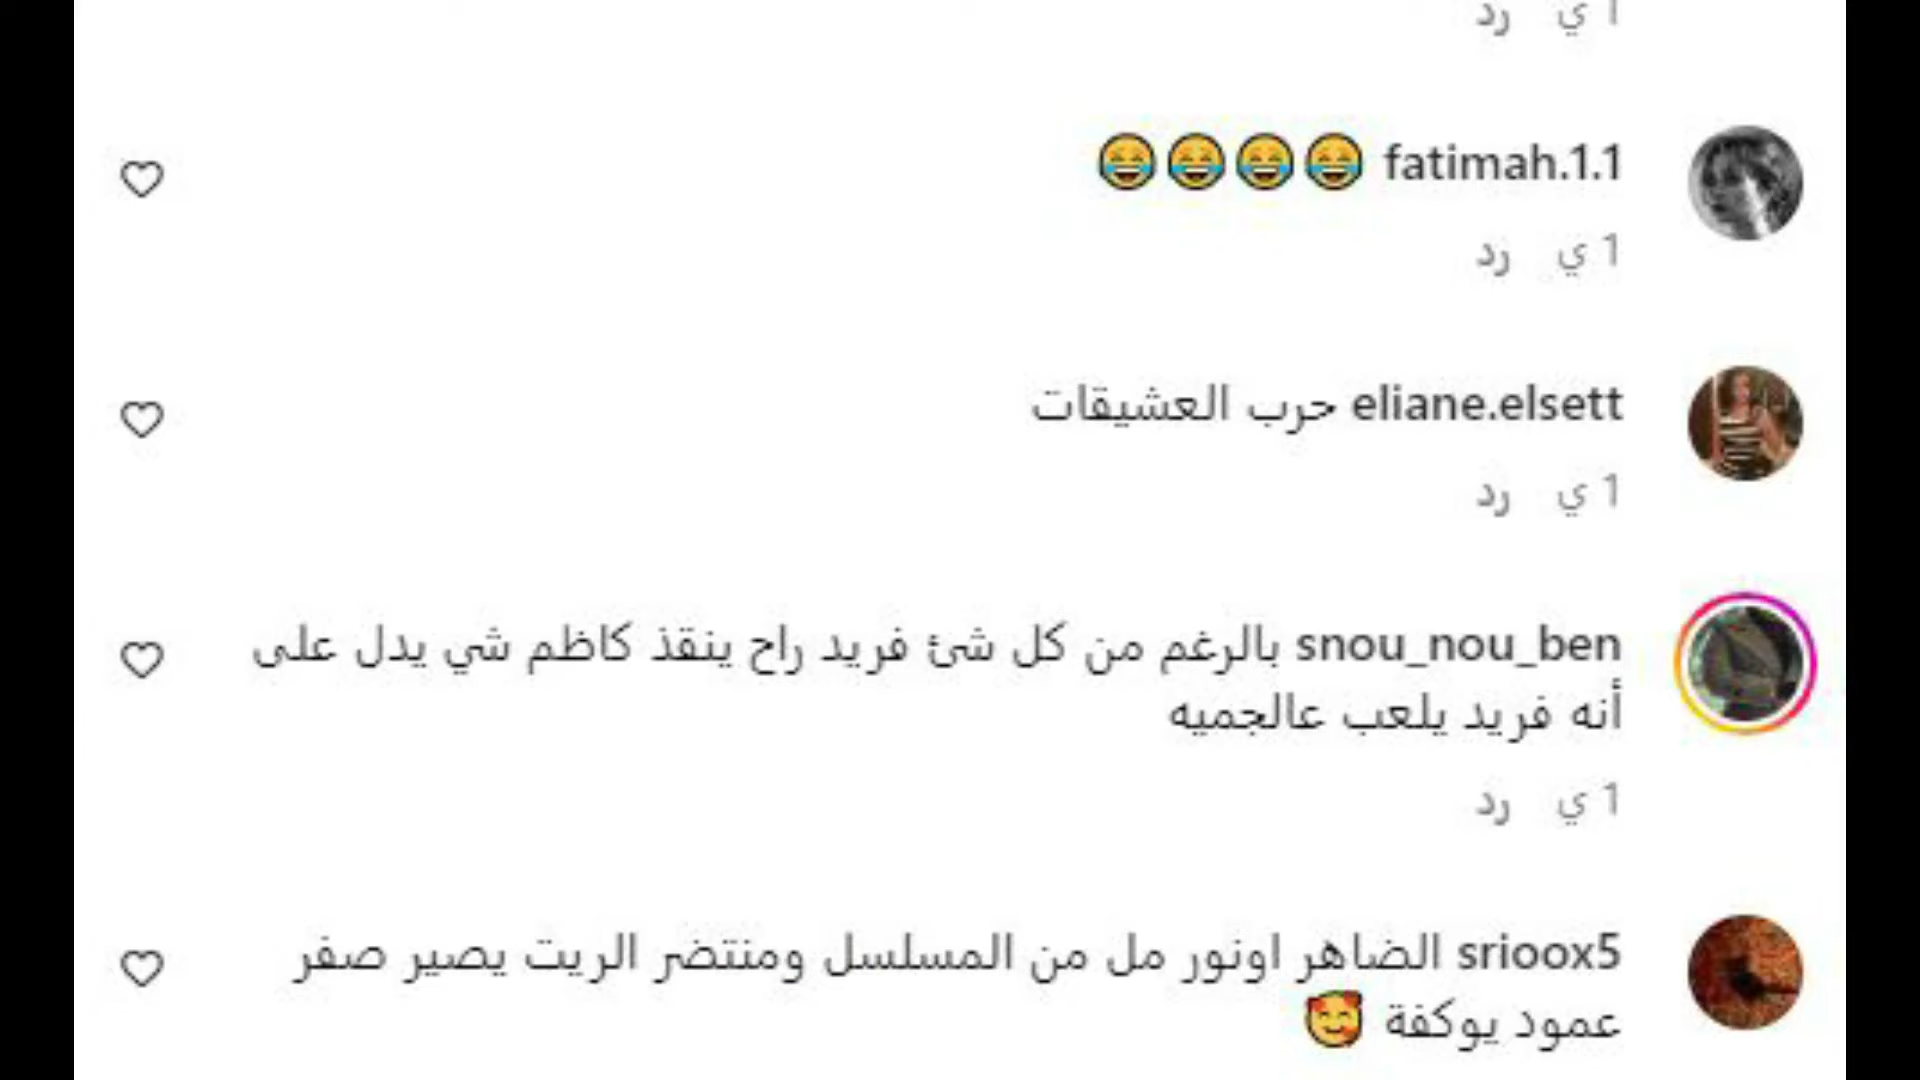 1 ي رد
fatimah.1.1 😂😂😂😂
1 ي رد
eliane.elsett حرب العشيقات
1 ي رد
snou_nou_ben بالرغم من كل شئ فريد راح ينقذ كاظم شي يدل على
أنه فريد يلعب عالجميه
1 ي رد
srioox5 الضاهر اونور مل من المسلسل ومنتضر الريت يصير صفر
عمود يوكفة 🥰